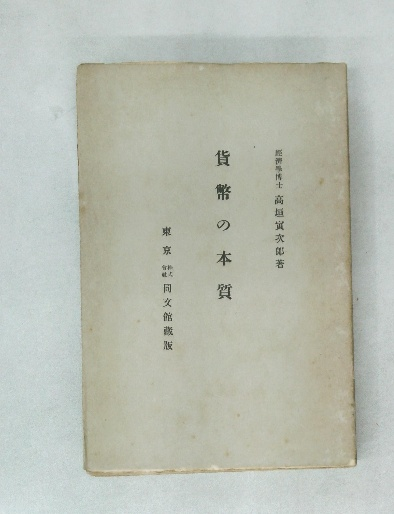 經濟學博士 高垣寅次郎著
貨幣の本質
東京 株式會社 同文館藏版